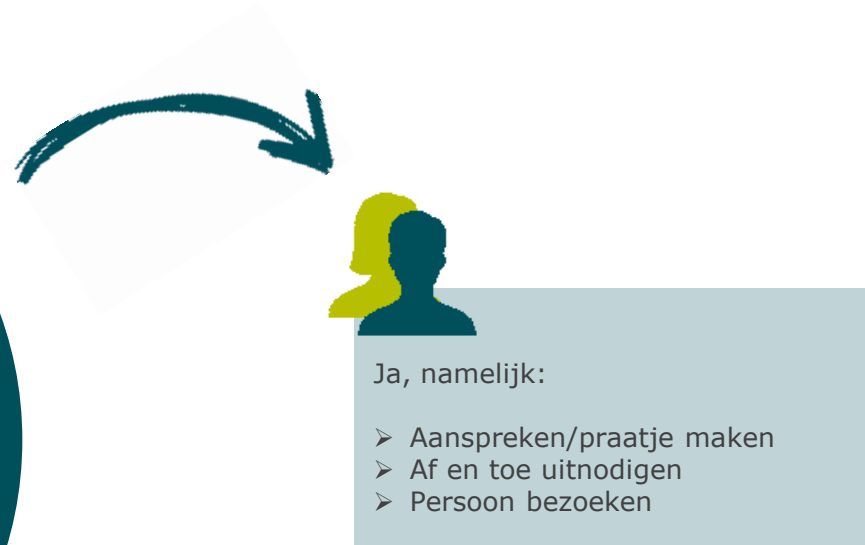 Ja, namelijk:
➢ Aanspreken/praatje maken
➢ Af en toe uitnodigen
➢ Persoon bezoeken